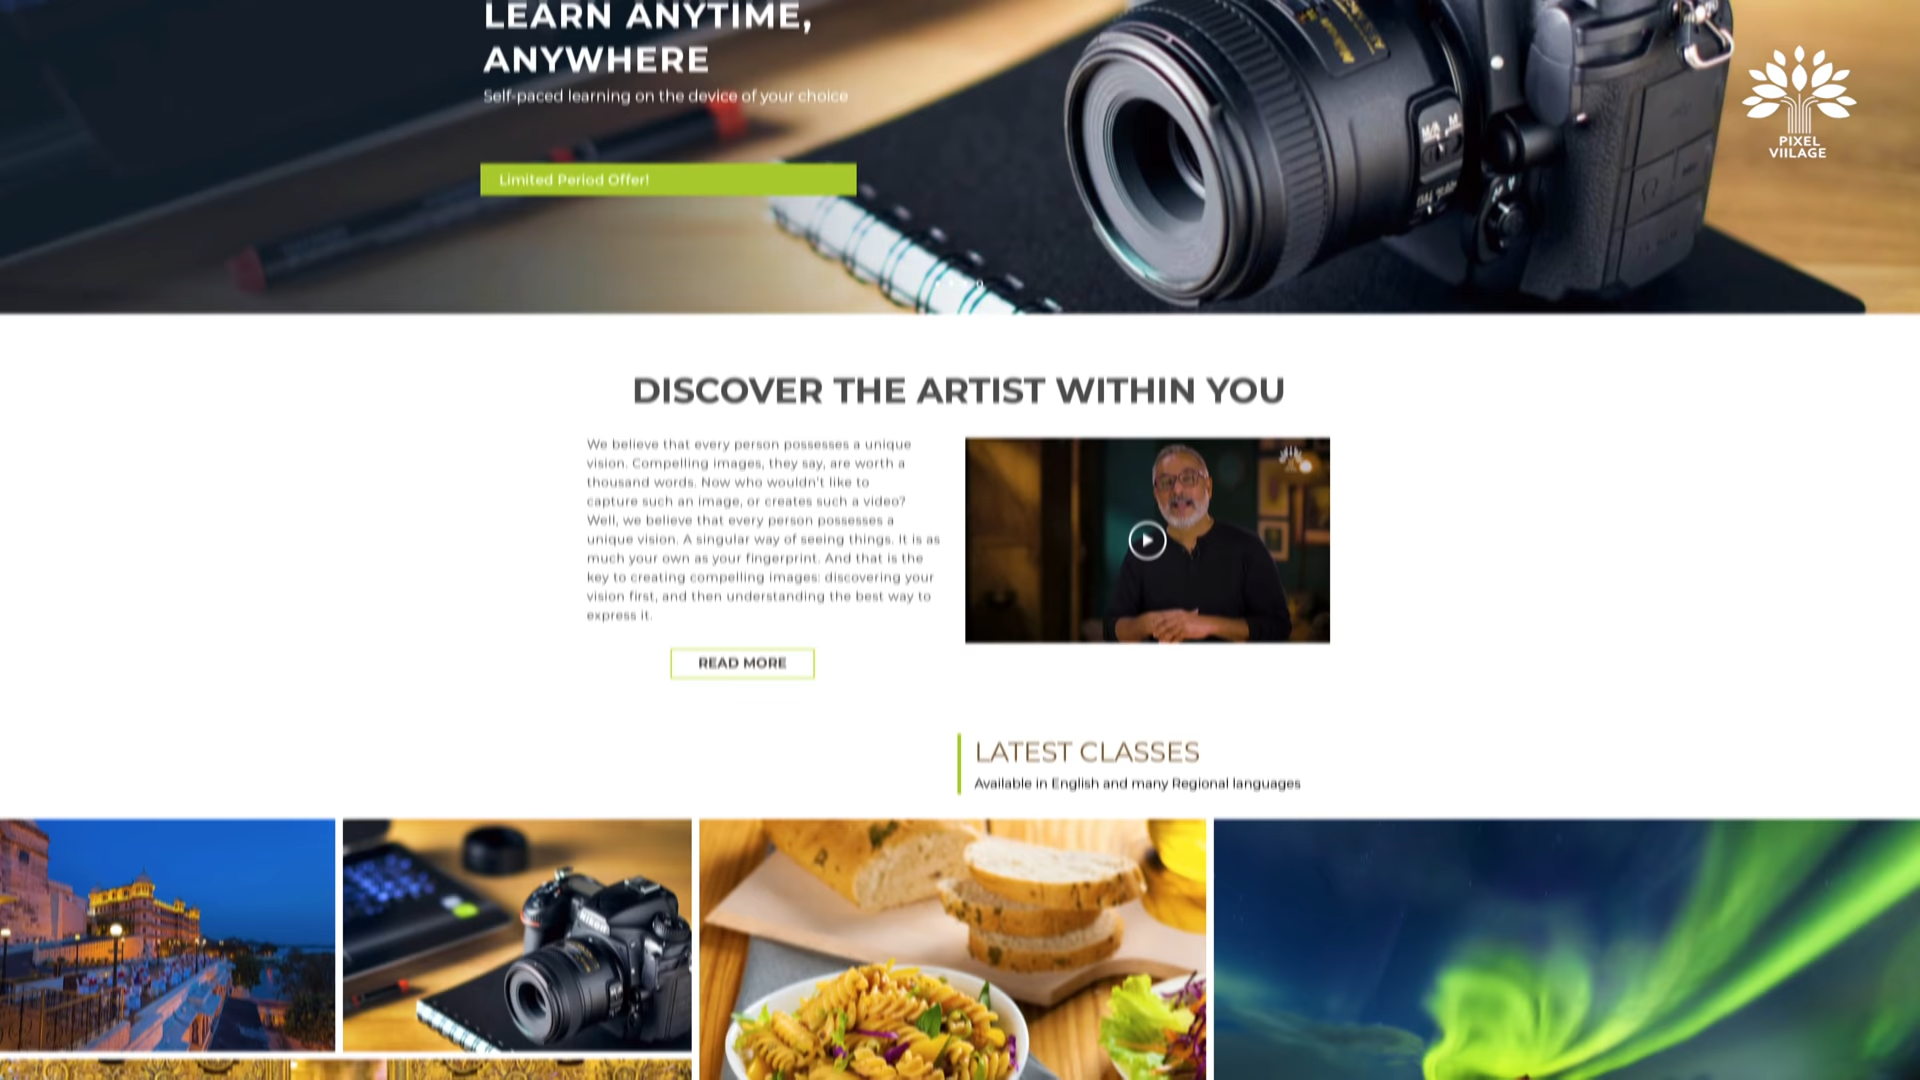 LEARN ANYTIME,
ANYWHERE
Self-paced learning on the device of your choice
Limited Period Offer!
PIXEL
VIILAGE
DISCOVER THE ARTIST WITHIN YOU
We believe that every person possesses a unique
vision. Compelling images, they say, are worth a
thousand words. Now who wouldn't like to
capture such an image, or creates such a video?
Well, we believe that every person possesses a
unique vision. A singular way of seeing things. It is as
much your own as your fingerprint. And that is the
key to creating compelling images: discovering your
vision first, and then understanding the best way to
express it.
READ MORE
LATEST CLASSES
Available in English and many Regional languages
Nikon